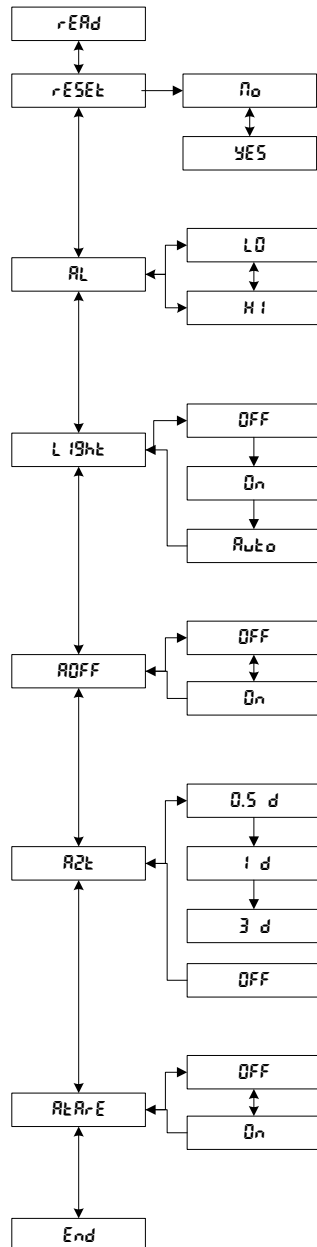 rEAd
rESEt
No
YES
AL
LO
HI
LIght
OFF
On
Auto
AOFF
OFF
On
AZt
0.5 d
1 d
3 d
OFF
AtArE
OFF
On
End